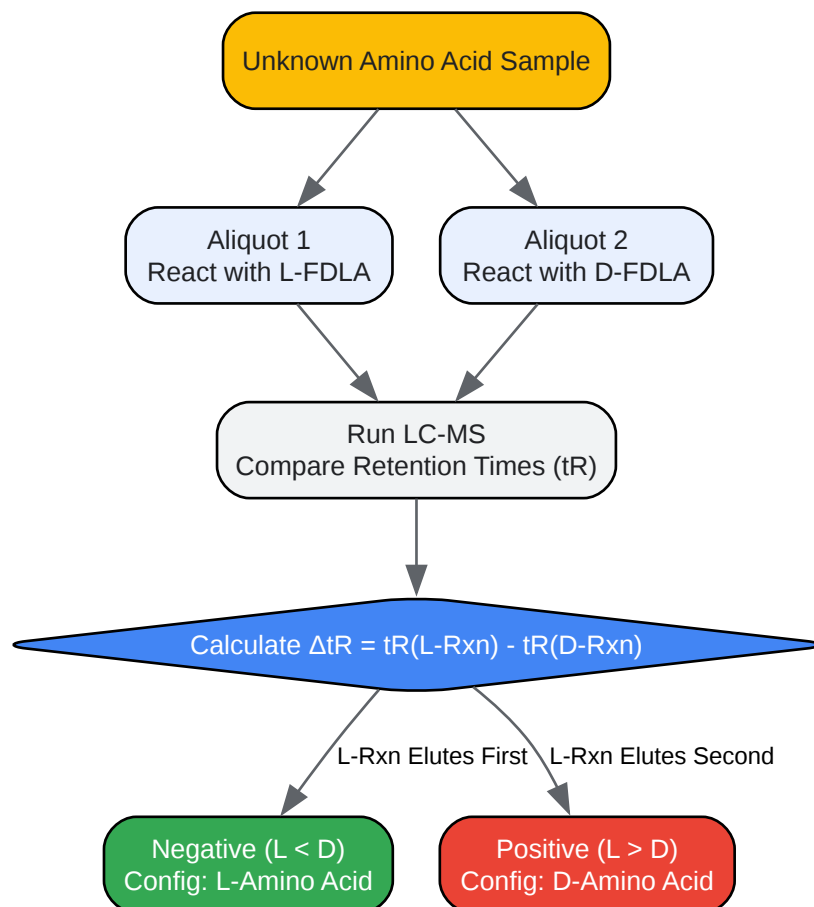 Unknown Amino Acid Sample
Aliquot 1
React with L-FDLA
Aliquot 2
React with D-FDLA
Run LC-MS
Compare Retention Times (tR)
Calculate ΔtR = tR(L-Rxn) - tR(D-Rxn)
L-Rxn Elutes First
L-Rxn Elutes Second
Negative (L < D)
Config: L-Amino Acid
Positive (L > D)
Config: D-Amino Acid